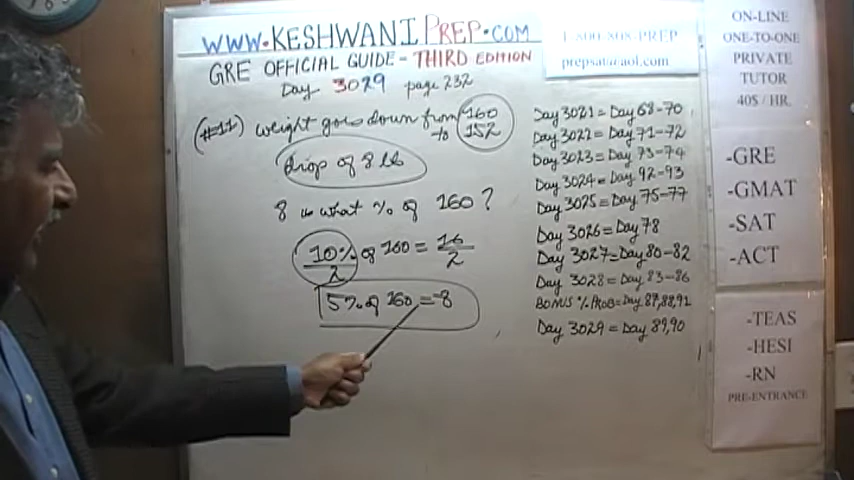 WWW.KESHWANIPREP.COM
GRE OFFICIAL GUIDE - THIRD EDITION
Day 3029 page 232
(#11) weight goes down from 160
to 152
drop of 8 lb
8 is what % of 160?
10% of 160 = 16
2 2
5% of 160 = 8
1-800-808-PREP
prepsat@aol.com
Day 3021 = Day 68-70
Day 3022 = Day 71-72
Day 3023 = Day 73-74
Day 3024 = Day 92-93
Day 3025 = Day 75-77
Day 3026 = Day 78
Day 3027 = Day 80-82
Day 3028 = Day 83-86
BONUS % PROB = Day 87,88,91
Day 3029 = Day 89,90
ON-LINE
ONE-TO-ONE
PRIVATE
TUTOR
40$ / HR.
-GRE
-GMAT
-SAT
-ACT
-TEAS
-HESI
-RN
PRE-ENTRANCE